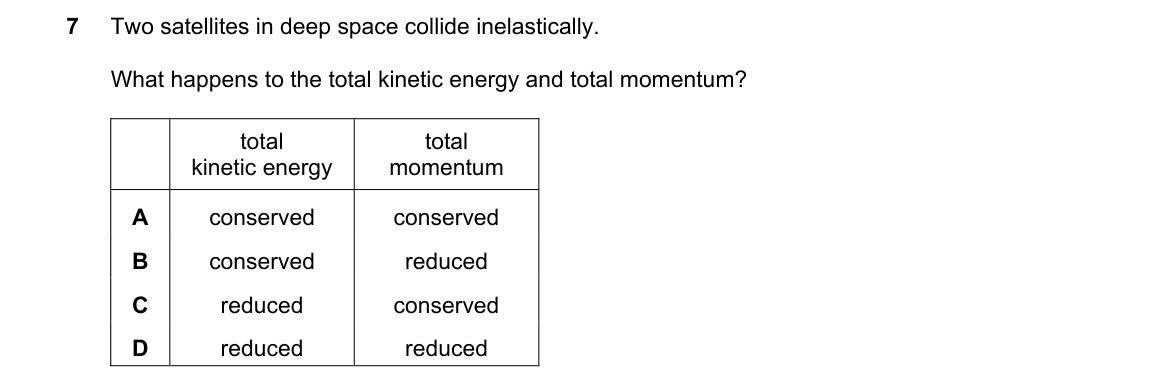 7 Two satellites in deep space collide inelastically.
What happens to the total kinetic energy and total momentum?
total kinetic energy total momentum
A conserved conserved
B conserved reduced
C reduced conserved
D reduced reduced